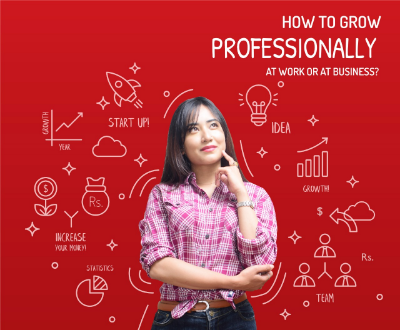 HOW TO GROW
PROFESSIONALLY
AT WORK OR AT BUSINESS?
START UP!
IDEA
GROWTH
YEAR
GROWTH!
Rs.
$
$
INCREASE
YOUR MONEY!
Rs.
STATISTICS
TEAM